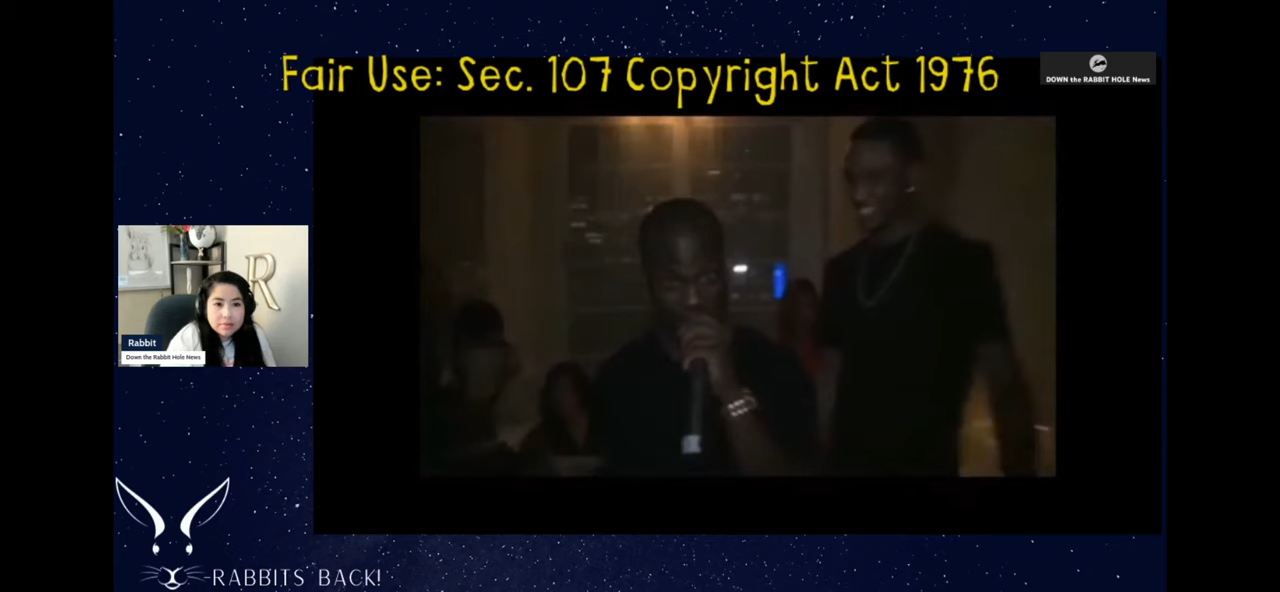 Fair Use: Sec. 107 Copyright Act 1976
DOWN the RABBIT HOLE News
R
Rabbit
Down the Rabbit Hole News
RABBITS BACK!